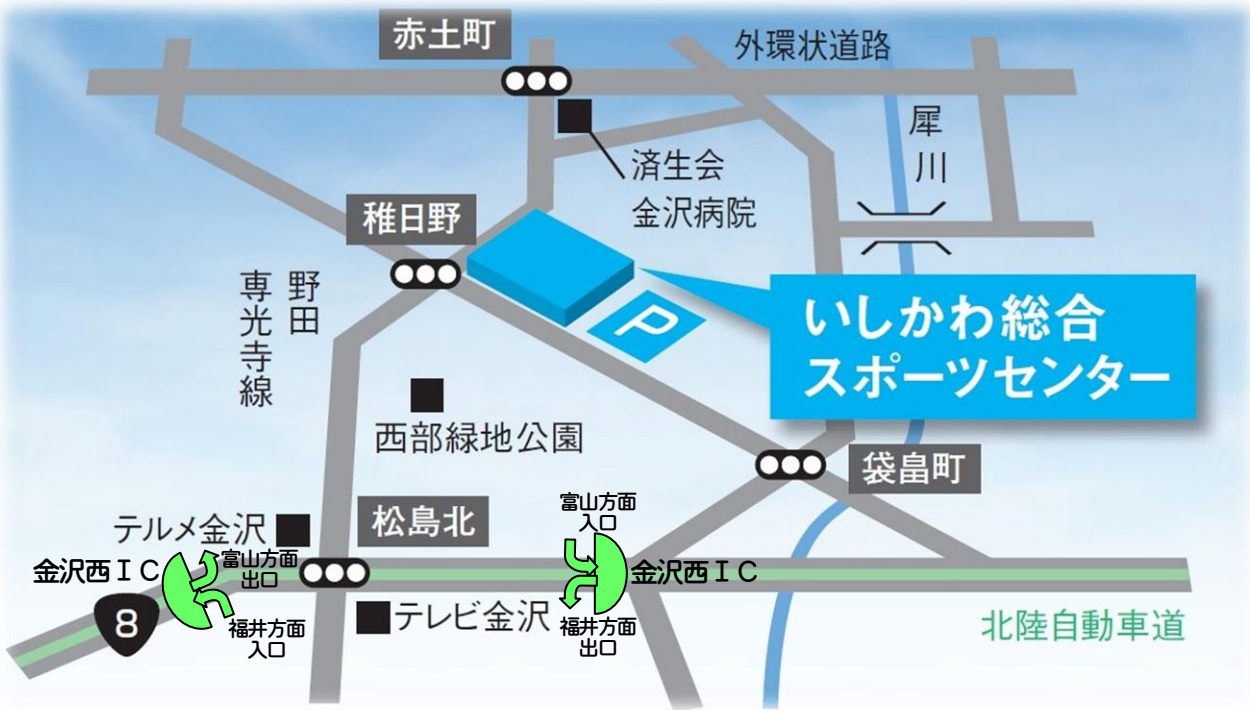 赤土町
外環状道路
犀川
済生会
金沢病院
稚日野
野田
専光寺線
P
いしかわ総合
スポーツセンター
西部緑地公園
袋畠町
テルメ金沢
松島北
富山方面
入口
金沢西ＩＣ
富山方面
出口
金沢西ＩＣ
8
福井方面
入口
テレビ金沢
福井方面
出口
北陸自動車道